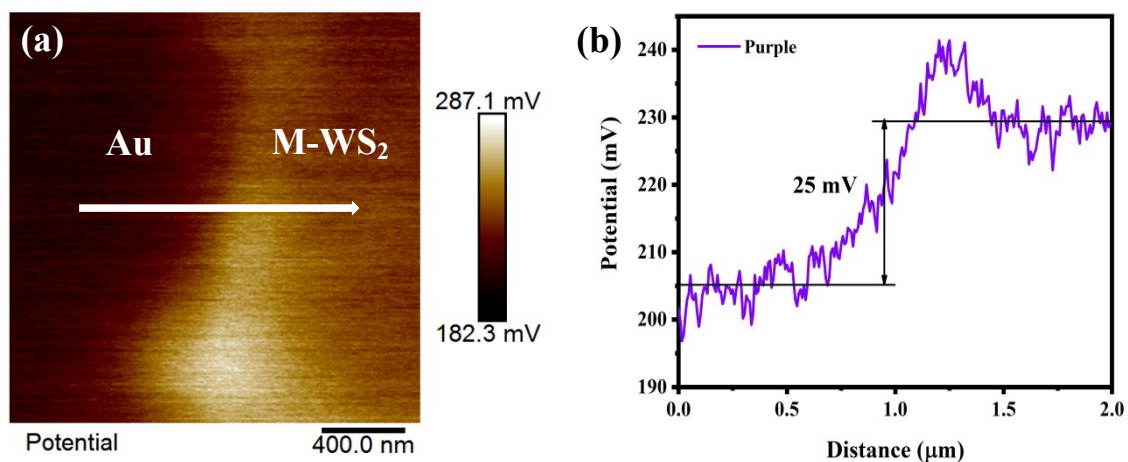 (a)
Au
M-WS₂
287.1 mV
182.3 mV
Potential
400.0 nm
(b)
Purple
25 mV
Potential (mV)
240
230
220
210
200
190
0.0 0.5 1.0 1.5 2.0
Distance (μm)